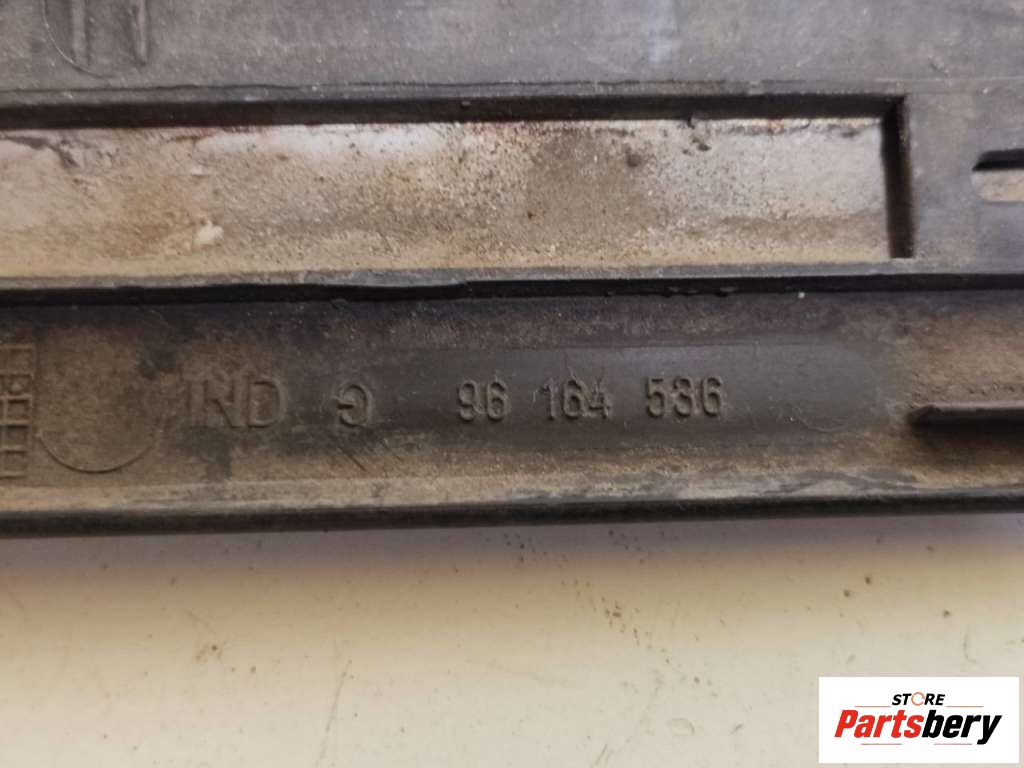 IND G 96 164 536
STORE
Partsbery